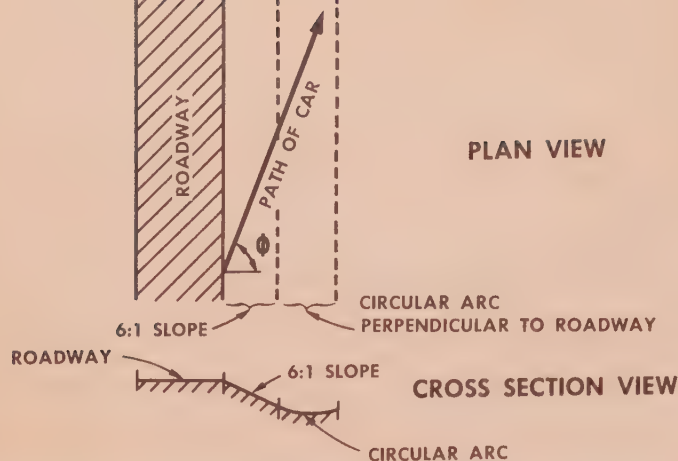 ROADWAY
PATH OF CAR
PLAN VIEW
ϕ
CIRCULAR ARC
6:1 SLOPE
PERPENDICULAR TO ROADWAY
ROADWAY
6:1 SLOPE
CROSS SECTION VIEW
CIRCULAR ARC